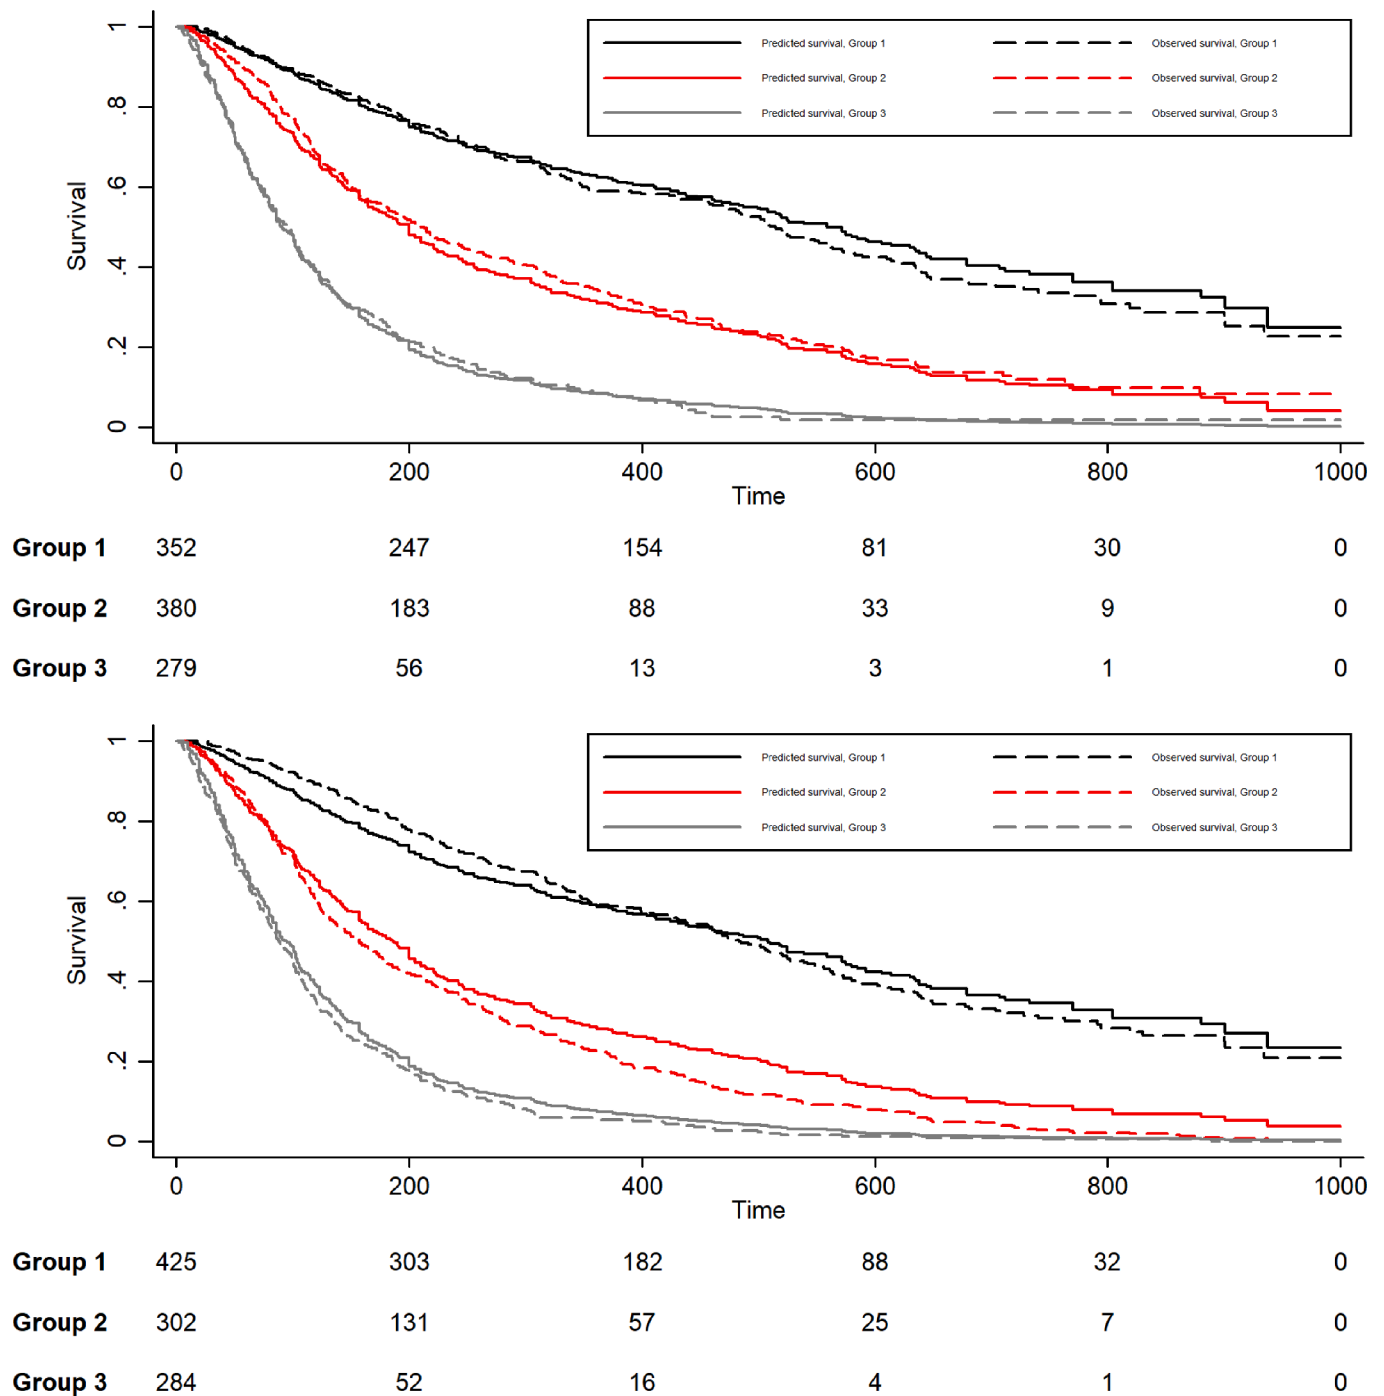 1
.8
.6
.4
.2
0
Survival
Predicted survival, Group 1 Observed survival, Group 1
Predicted survival, Group 2 Observed survival, Group 2
Predicted survival, Group 3 Observed survival, Group 3
0 200 400 600 800 1000
Time
Group 1 352 247 154 81 30 0
Group 2 380 183 88 33 9 0
Group 3 279 56 13 3 1 0
1
.8
.6
.4
.2
0
Survival
Predicted survival, Group 1 Observed survival, Group 1
Predicted survival, Group 2 Observed survival, Group 2
Predicted survival, Group 3 Observed survival, Group 3
0 200 400 600 800 1000
Time
Group 1 425 303 182 88 32 0
Group 2 302 131 57 25 7 0
Group 3 284 52 16 4 1 0